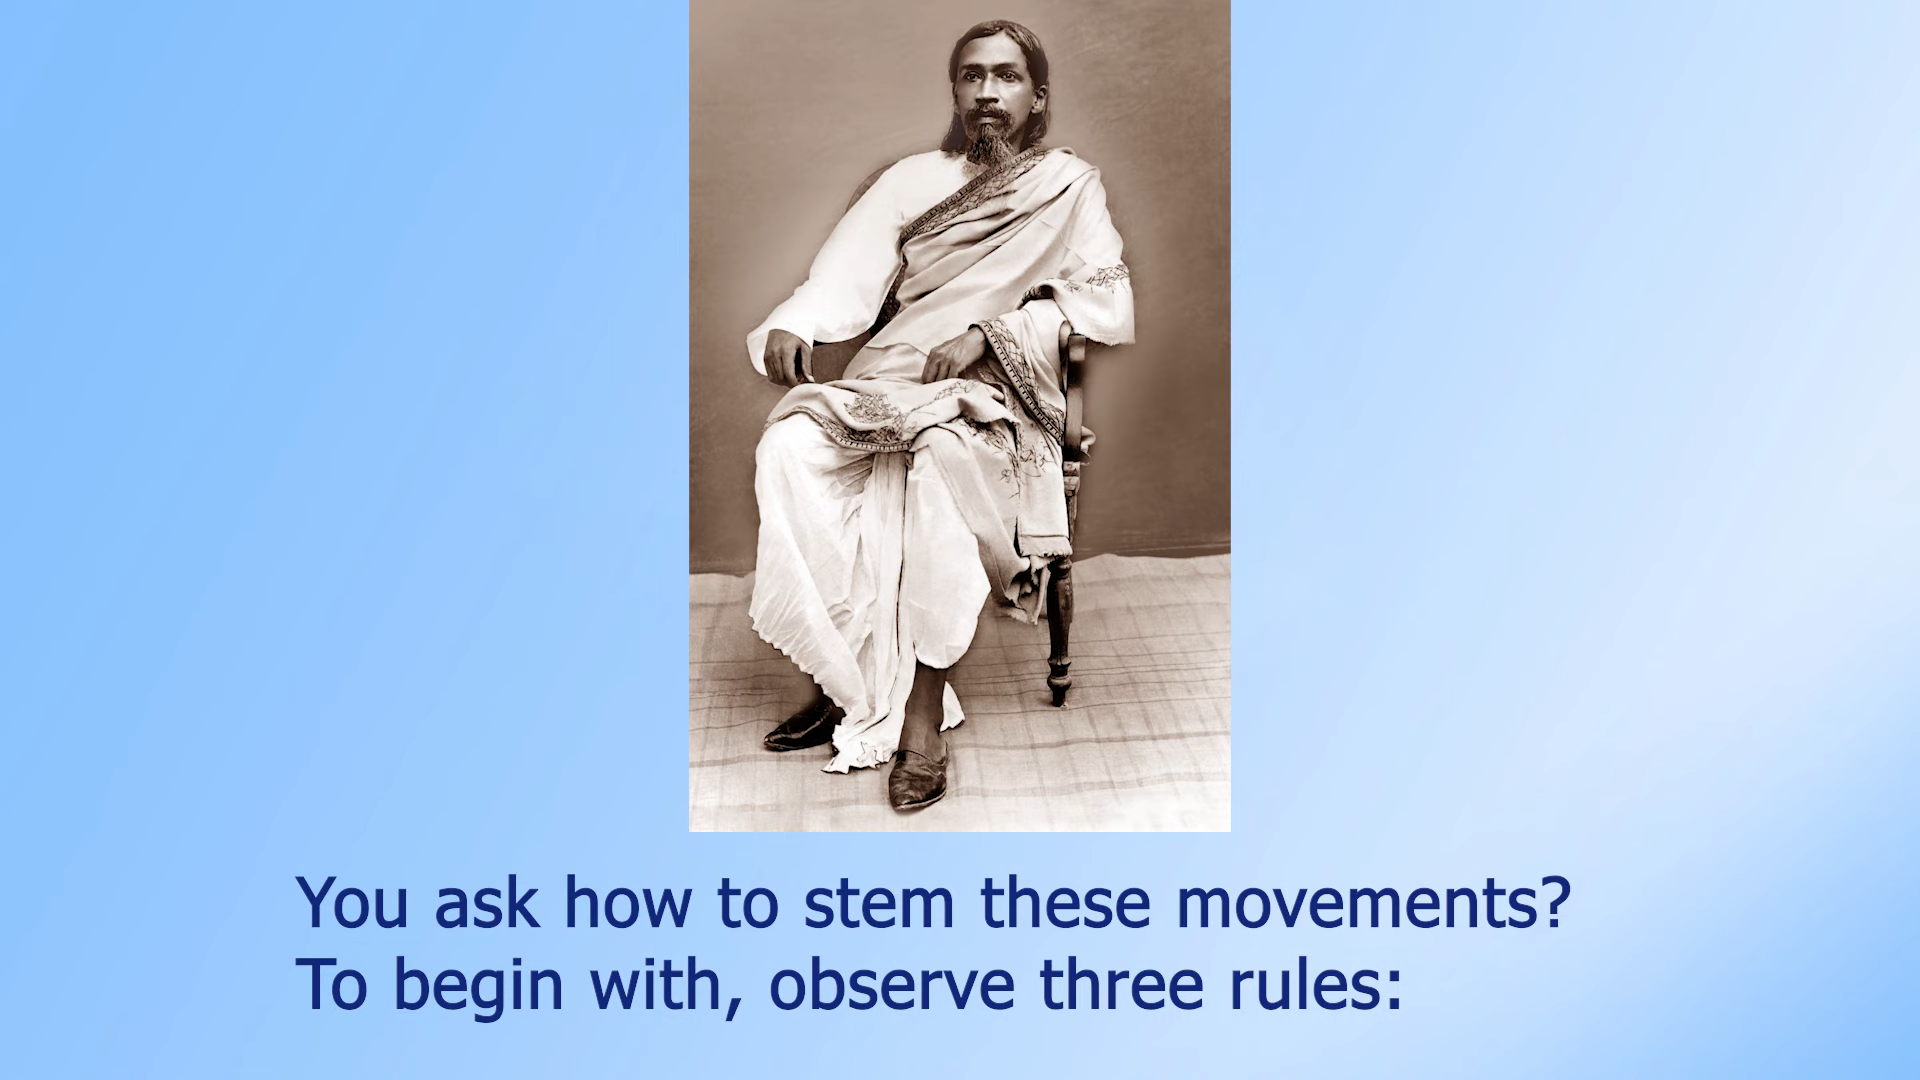 You ask how to stem these movements?
To begin with, observe three rules: